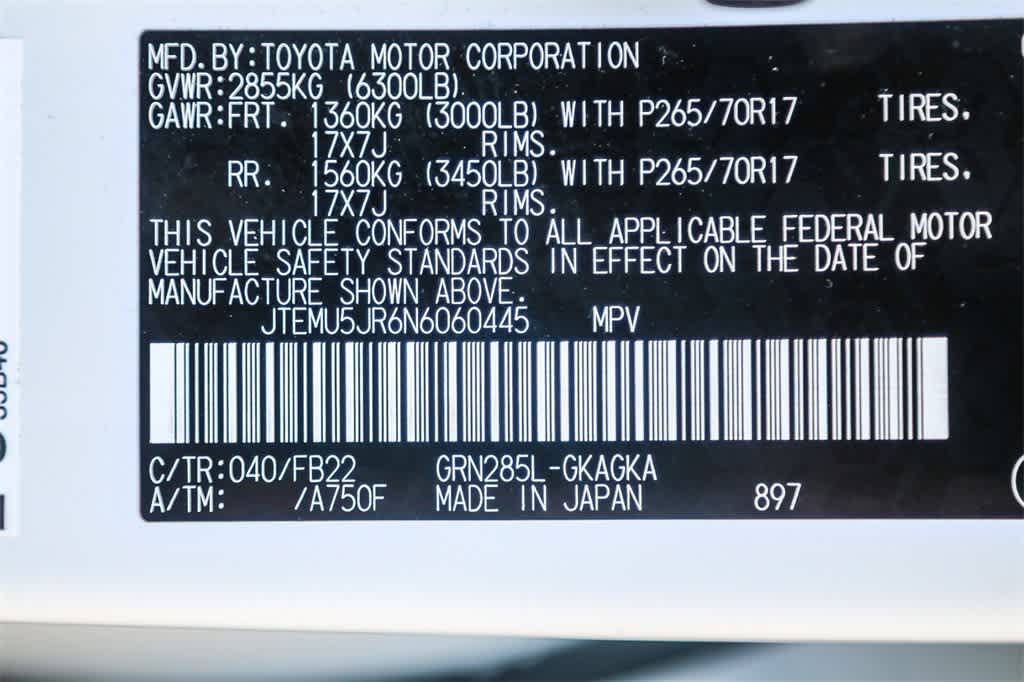 MFD.BY:TOYOTA MOTOR CORPORATION
GVWR:2855KG (6300LB)
GAWR:FRT. 1360KG (3000LB) WITH P265/70R17 TIRES.
17X7J RIMS.
RR. 1560KG (3450LB) WITH P265/70R17 TIRES.
17X7J RIMS.
THIS VEHICLE CONFORMS TO ALL APPLICABLE FEDERAL MOTOR
VEHICLE SAFETY STANDARDS IN EFFECT ON THE DATE OF
MANUFACTURE SHOWN ABOVE.
JTEMU5JR6N6060445 MPV
C/TR:040/FB22 GRN285L-GKAGKA
A/TM: /A750F MADE IN JAPAN 897